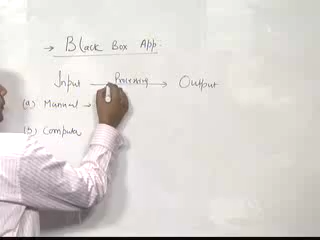 → Black Box App.
Input Processing → Output
(a) Manual →
(b) Computer